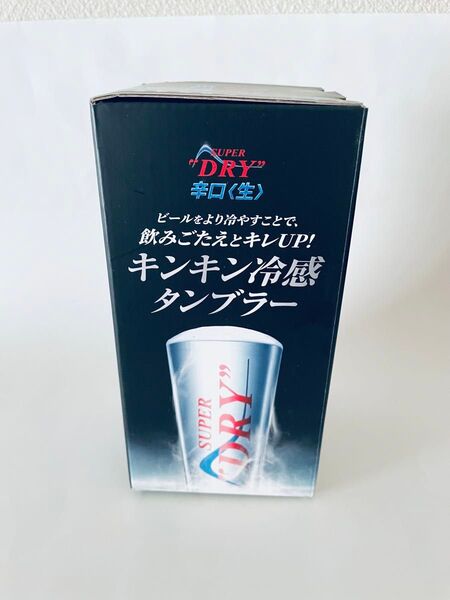 SUPER
"DRY"
辛口〈生〉
ビールをより冷やすことで、
飲みごたえとキレUP!
キンキン冷感
タンブラー
SUPER
"DRY"